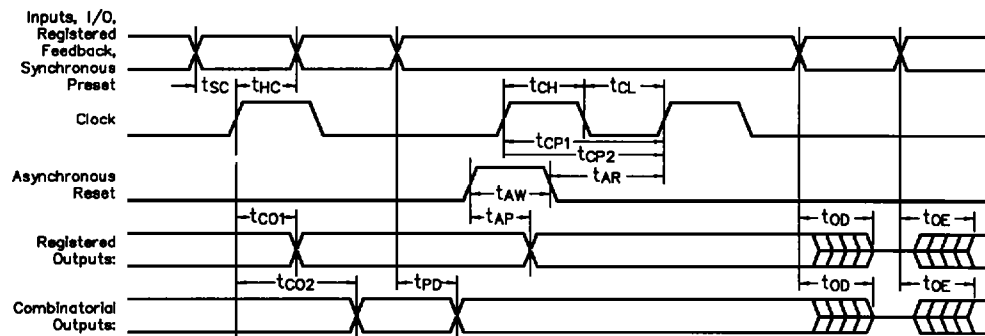 Inputs, I/O,
Registered
Feedback,
Synchronous
Preset
tSC
tHC
tCH
tCL
Clock
tCP1
tCP2
tAR
Asynchronous
Reset
tAW
tCO1
tAP
tOD
tOE
Registered
Outputs:
tCO2
tPD
tOD
tOE
Combinatorial
Outputs: